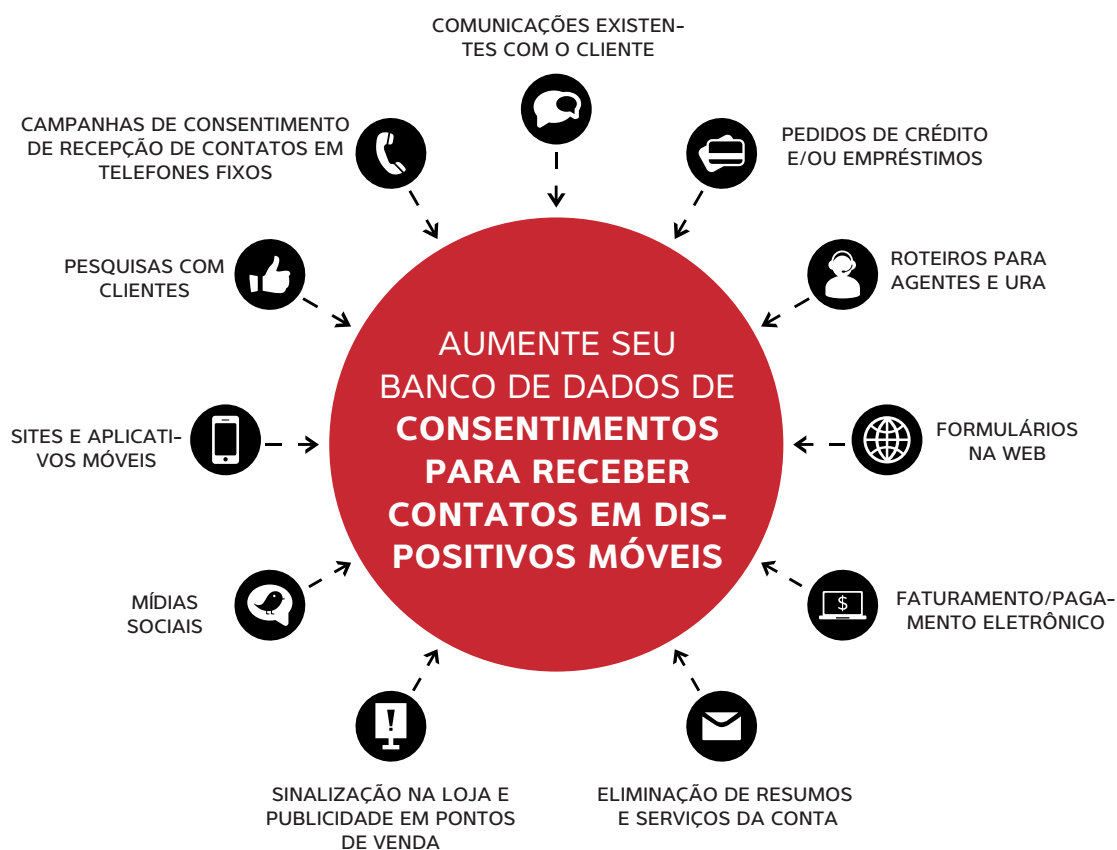 COMUNICAÇÕES EXISTEN-
TES COM O CLIENTE
CAMPANHAS DE CONSENTIMENTO
DE RECEPÇÃO DE CONTATOS EM
TELEFONES FIXOS
PEDIDOS DE CRÉDITO
E/OU EMPRÉSTIMOS
PESQUISAS COM
CLIENTES
ROTEIROS PARA
AGENTES E URA
AUMENTE SEU
BANCO DE DADOS DE
CONSENTIMENTOS
PARA RECEBER
CONTATOS EM DIS-
POSITIVOS MÓVEIS
SITES E APLICATI-
VOS MÓVEIS
FORMULÁRIOS
NA WEB
MÍDIAS
SOCIAIS
$
FATURAMENTO/PAGA-
MENTO ELETRÔNICO
!
SINALIZAÇÃO NA LOJA E
PUBLICIDADE EM PONTOS
DE VENDA
ELIMINAÇÃO DE RESUMOS
E SERVIÇOS DA CONTA